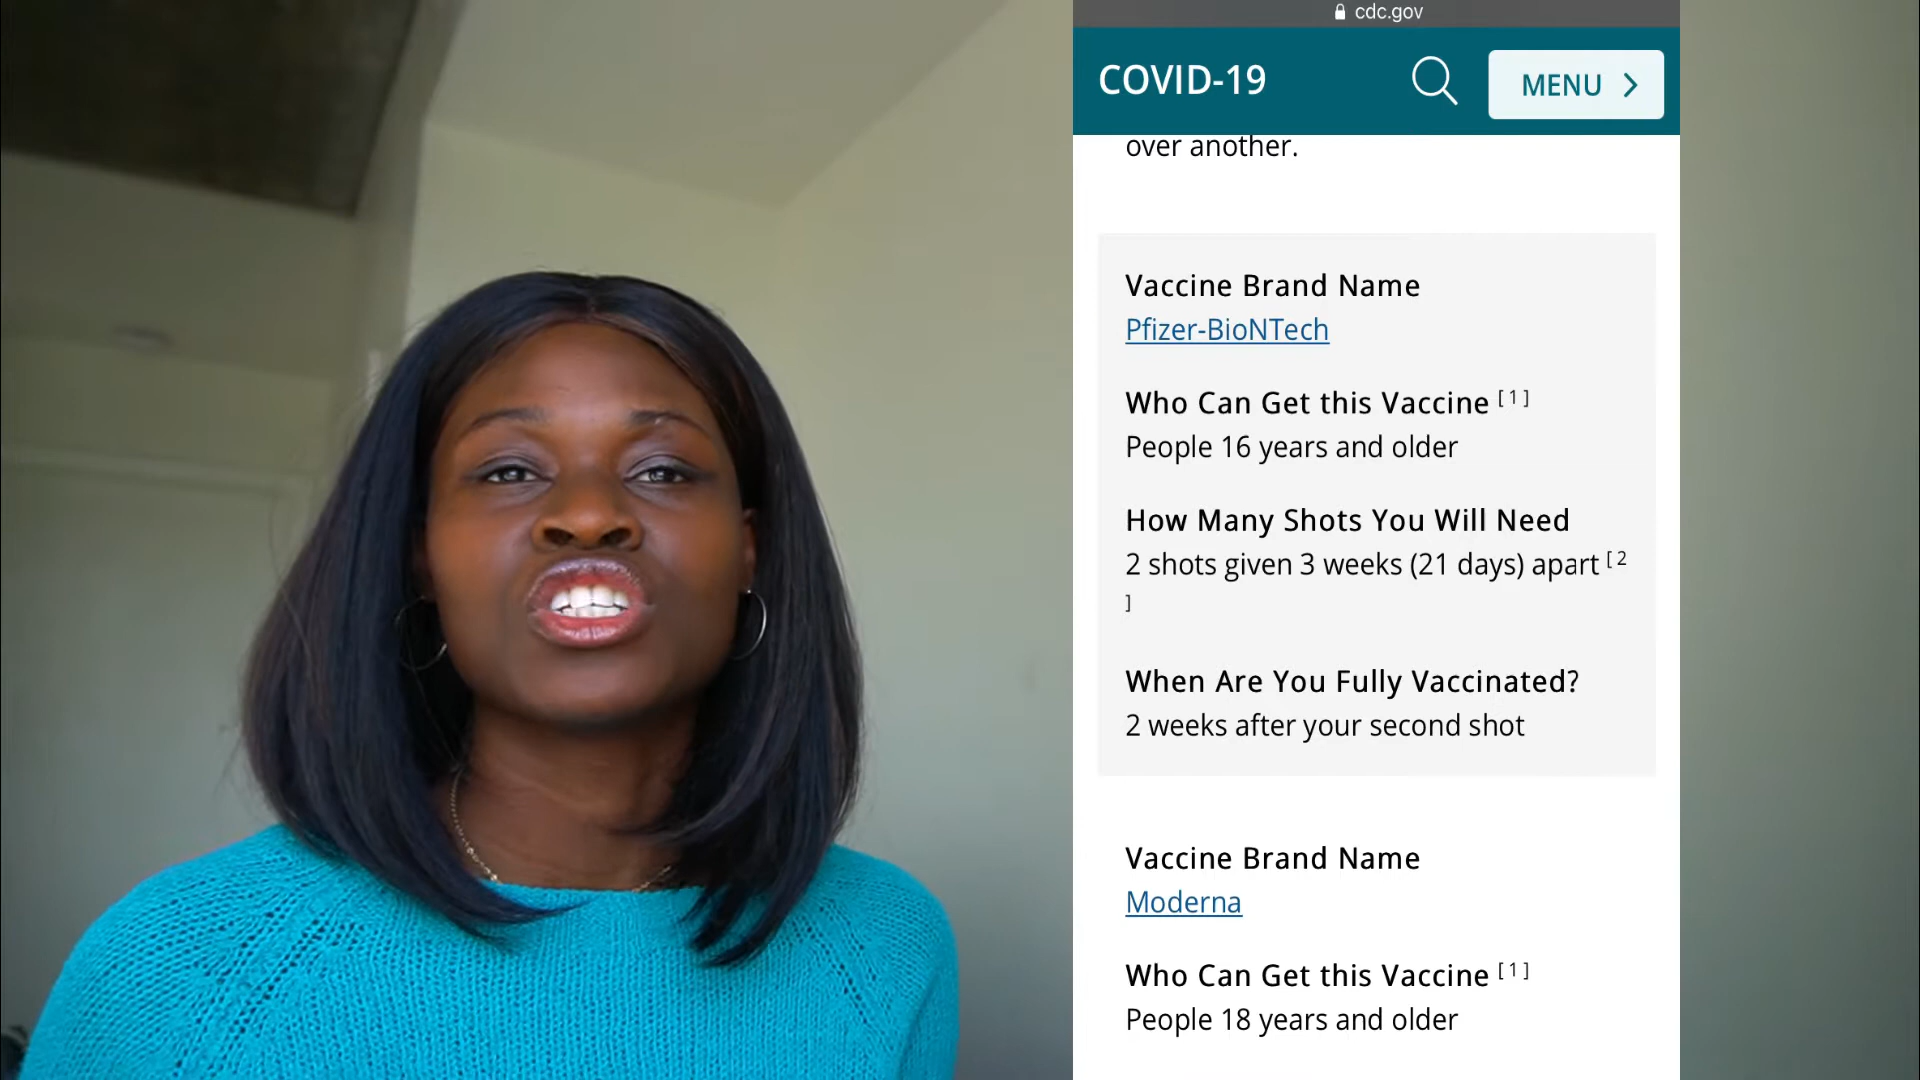 cdc.gov
COVID-19
MENU
over another.
Vaccine Brand Name
Pfizer-BioNTech
Who Can Get this Vaccine [1]
People 16 years and older
How Many Shots You Will Need
2 shots given 3 weeks (21 days) apart [2
]
When Are You Fully Vaccinated?
2 weeks after your second shot
Vaccine Brand Name
Moderna
Who Can Get this Vaccine [1]
People 18 years and older